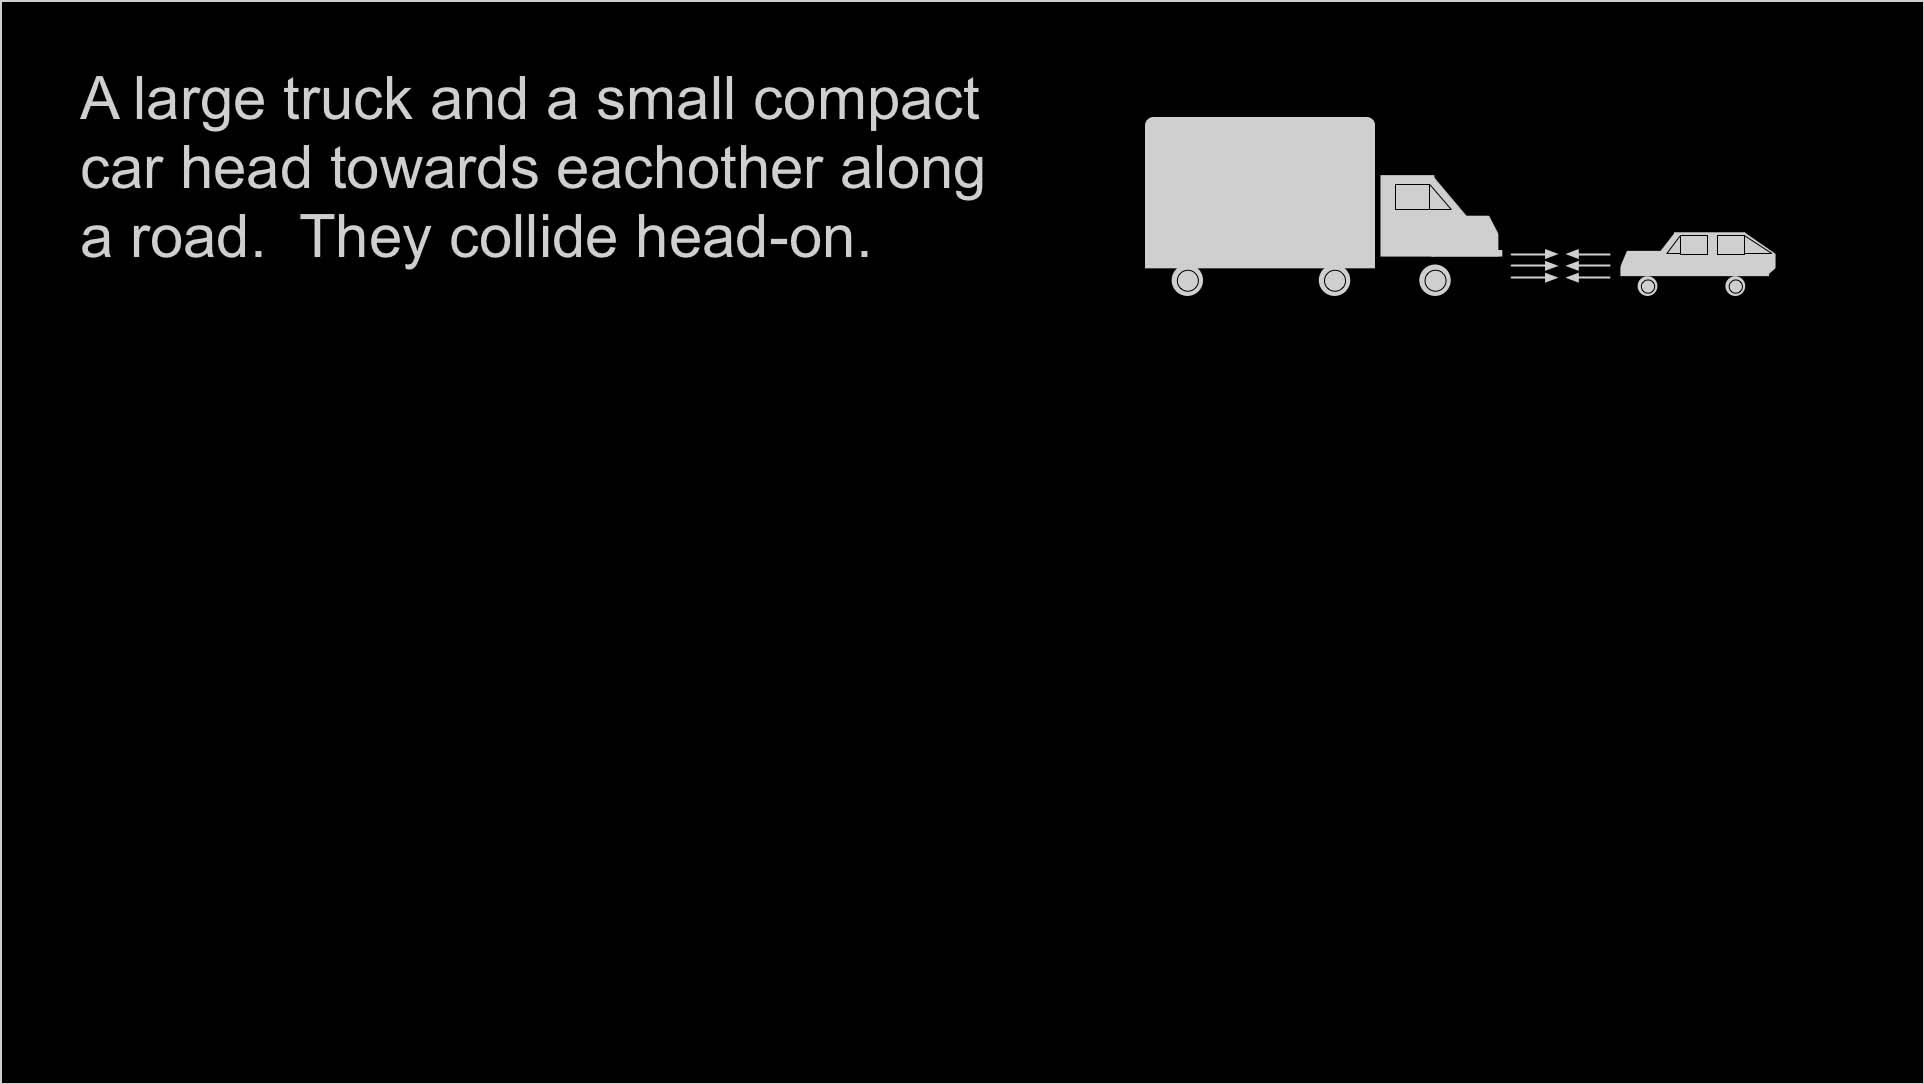 A large truck and a small compact
car head towards eachother along
a road.  They collide head-on.